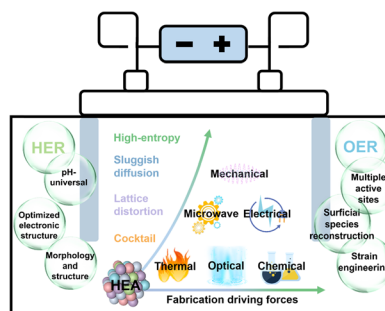 − +
HER
OER
High-entropy
Sluggish
diffusion
Lattice
distortion
Cocktail
pH-
universal
Optimized
electronic
structure
Morphology and
structure
HEA
Mechanical
Microwave
Electrical
Thermal
Optical
Chemical
Fabrication driving forces
Multiple
active
sites
Surficial
species
reconstruction
Strain
engineering